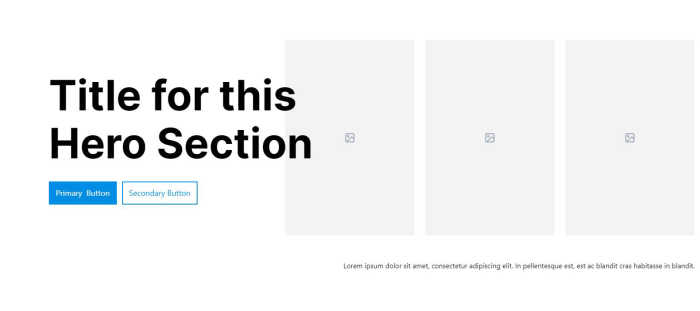 Title for this
Hero Section
Primary Button
Secondary Button
Lorem ipsum dolor sit amet, consectetur adipiscing elit. In pellentesque est, est ac blandit cras habitasse in blandit.